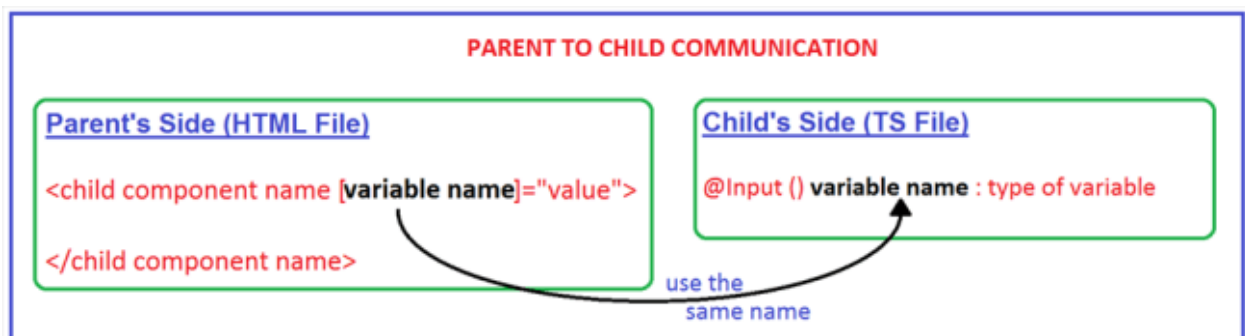 PARENT TO CHILD COMMUNICATION
Parent's Side (HTML File)
<child component name [variable name]="value">
</child component name>
Child's Side (TS File)
@Input () variable name : type of variable
use the
same name